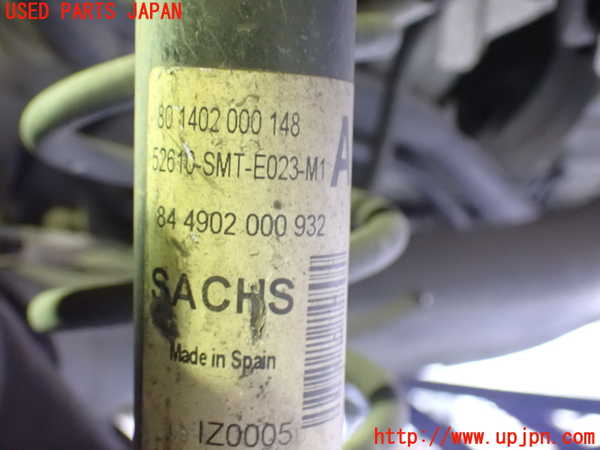 USED PARTS JAPAN
80 1402 000 148
52610-SMT-E023-M1
A
84 4902 000 932
SACHS
Made in Spain
IZ0005
http://www.upjpn.com